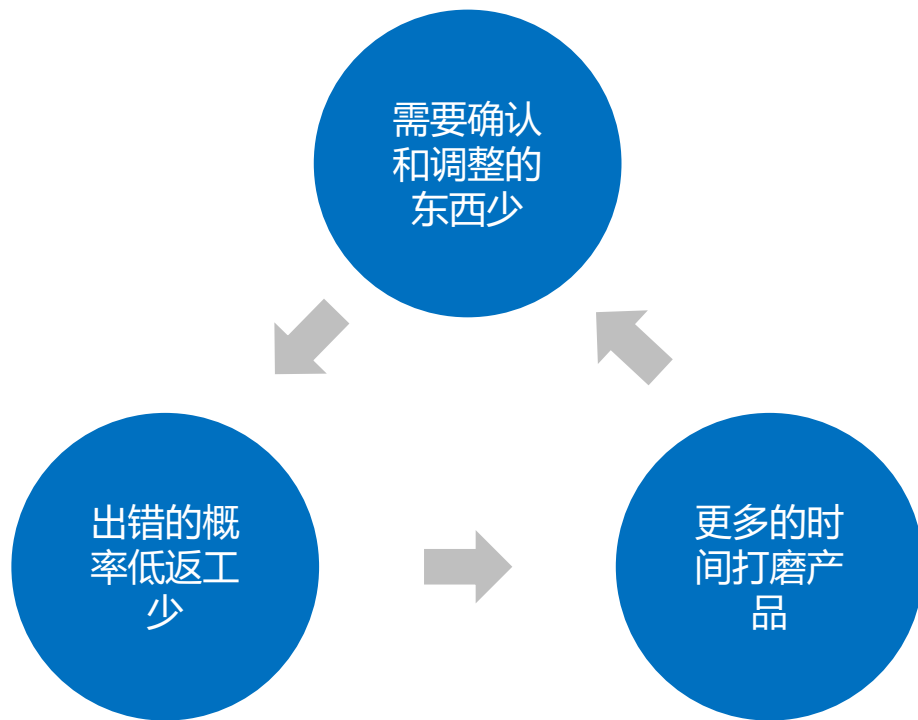 需要确认
和调整的
东西少
出错的概
率低返工
少
更多的时
间打磨产
品